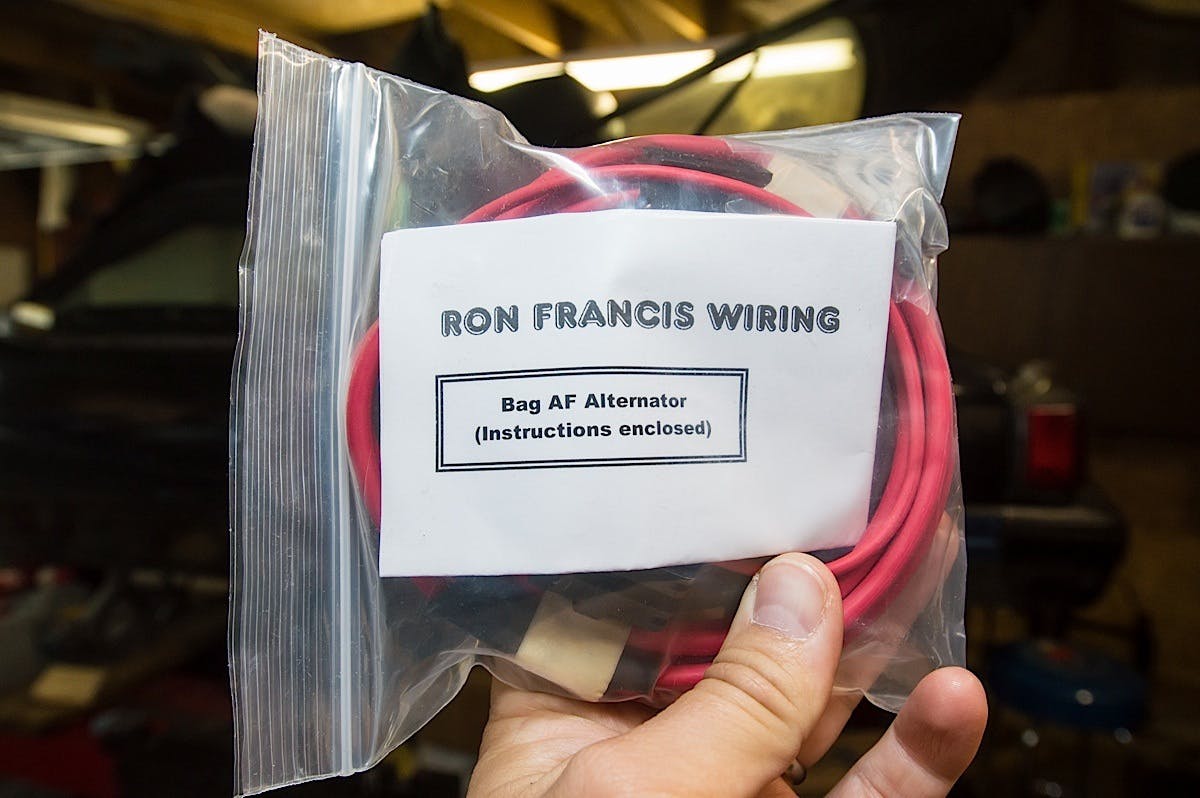 RON FRANCIS WIRING
Bag AF Alternator
(Instructions enclosed)